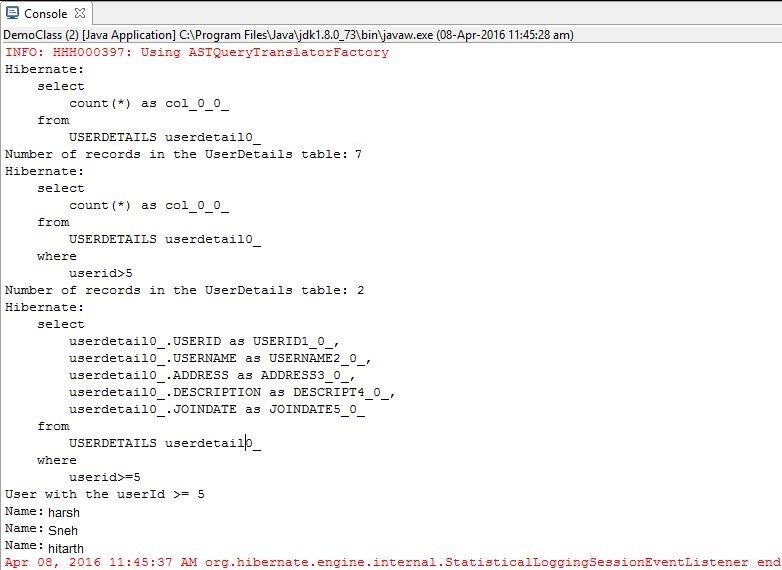 Console
DemoClass (2) [Java Application] C:\Program Files\Java\jdk1.8.0_73\bin\javaw.exe (08-Apr-2016 11:45:28 am)
INFO: HHH000397: Using ASTQueryTranslatorFactory
Hibernate:
    select
        count(*) as col_0_0_
    from
        USERDETAILS userdetail0_
Number of records in the UserDetails table: 7
Hibernate:
    select
        count(*) as col_0_0_
    from
        USERDETAILS userdetail0_
    where
        userid>5
Number of records in the UserDetails table: 2
Hibernate:
    select
        userdetail0_.USERID as USERID1_0_,
        userdetail0_.USERNAME as USERNAME2_0_,
        userdetail0_.ADDRESS as ADDRESS3_0_,
        userdetail0_.DESCRIPTION as DESCRIPT4_0_,
        userdetail0_.JOINDATE as JOINDATE5_0_
    from
        USERDETAILS userdetail0_
    where
        userid>=5
User with the userId >= 5
Name: harsh
Name: Sneh
Name: hitarth
Apr 08, 2016 11:45:37 AM org.hibernate.engine.internal.StatisticalLoggingSessionEventListener end